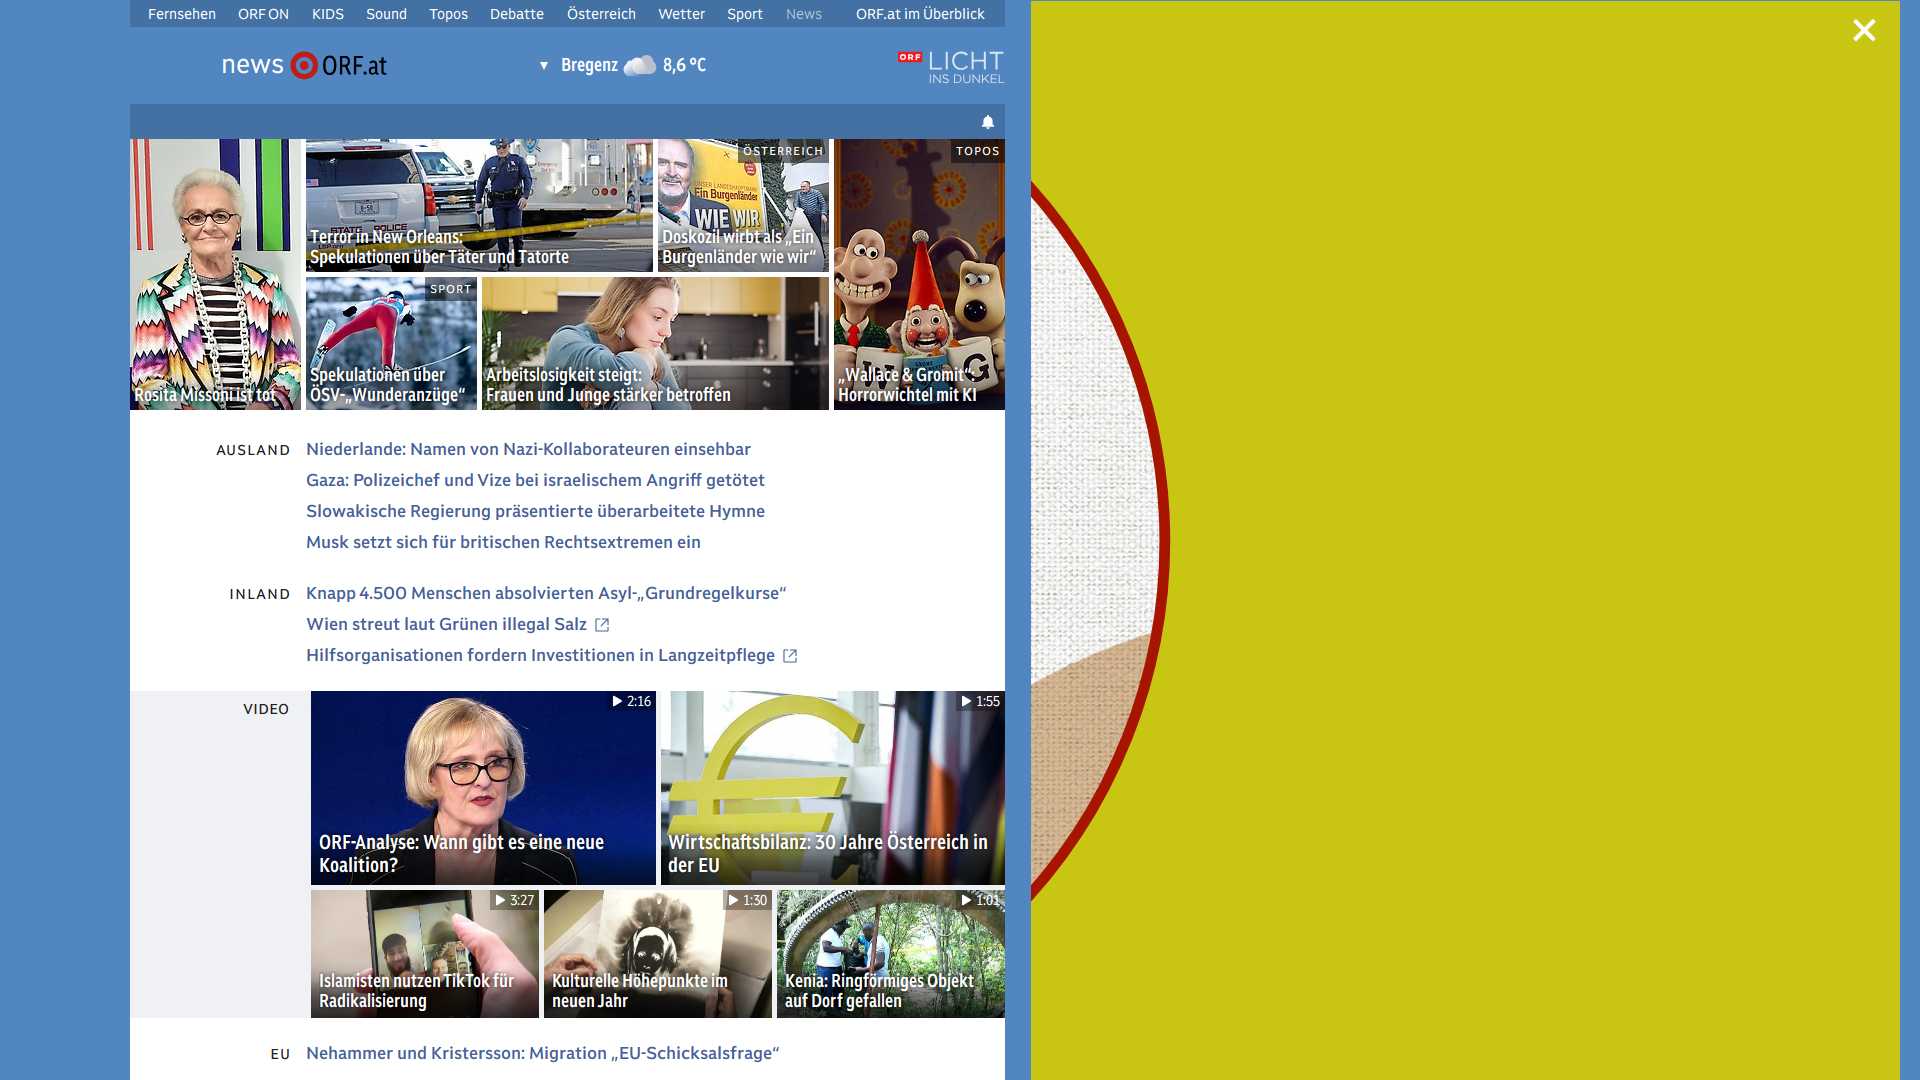 Fernsehen ORF ON KIDS Sound Topos Debatte Österreich Wetter Sport News ORF.at im Überblick
news ORF.at
Bregenz 8,6 °C
ORF LICHT
INS DUNKEL
Rosita Missoni ist tot
Terror in New Orleans:
Spekulationen über Täter und Tatorte
ÖSTERREICH
Ein Burgenländer
WIE WIR
Doskozil wirbt als „Ein
Burgenländer wie wir“
TOPOS
„Wallace & Gromit“:
Horrorwichtel mit KI
SPORT
Spekulationen über
ÖSV-„Wunderanzüge“
Arbeitslosigkeit steigt:
Frauen und Junge stärker betroffen
AUSLAND
Niederlande: Namen von Nazi-Kollaborateuren einsehbar
Gaza: Polizeichef und Vize bei israelischem Angriff getötet
Slowakische Regierung präsentierte überarbeitete Hymne
Musk setzt sich für britischen Rechtsextremen ein
INLAND
Knapp 4.500 Menschen absolvierten Asyl-„Grundregelkurse“
Wien streut laut Grünen illegal Salz
Hilfsorganisationen fordern Investitionen in Langzeitpflege
VIDEO
2:16
ORF-Analyse: Wann gibt es eine neue
Koalition?
1:55
Wirtschaftsbilanz: 30 Jahre Österreich in
der EU
3:27
Islamisten nutzen TikTok für
Radikalisierung
1:30
Kulturelle Höhepunkte im
neuen Jahr
1:01
Kenia: Ringförmiges Objekt
auf Dorf gefallen
EU
Nehammer und Kristersson: Migration „EU-Schicksalsfrage“